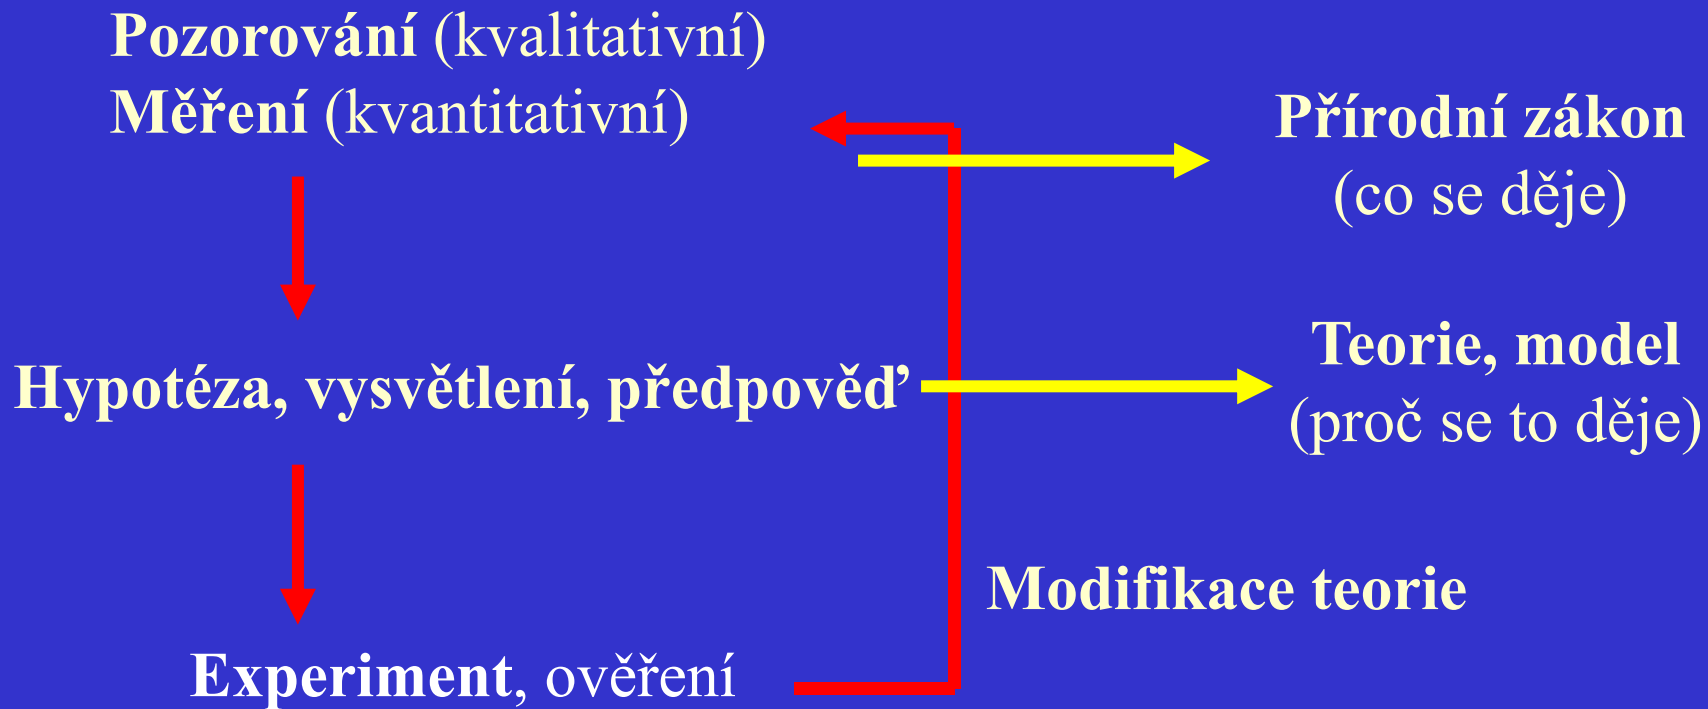 Pozorování (kvalitativní)
Měření (kvantitativní)
Přírodní zákon
(co se děje)
Hypotéza, vysvětlení, předpověď
Teorie, model
(proč se to děje)
Modifikace teorie
Experiment, ověření